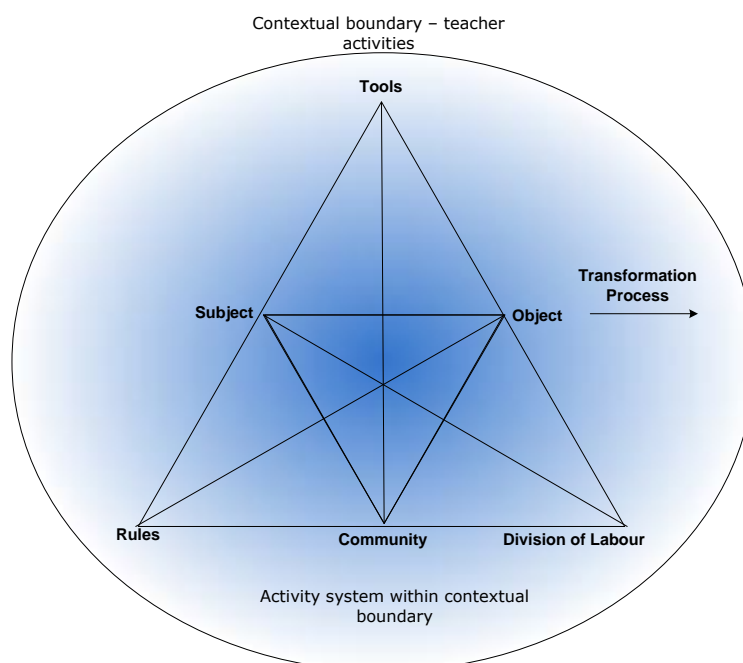 Contextual boundary – teacher
activities
Tools
Transformation
Process
Subject
Object
Rules
Community
Division of Labour
Activity system within contextual
boundary